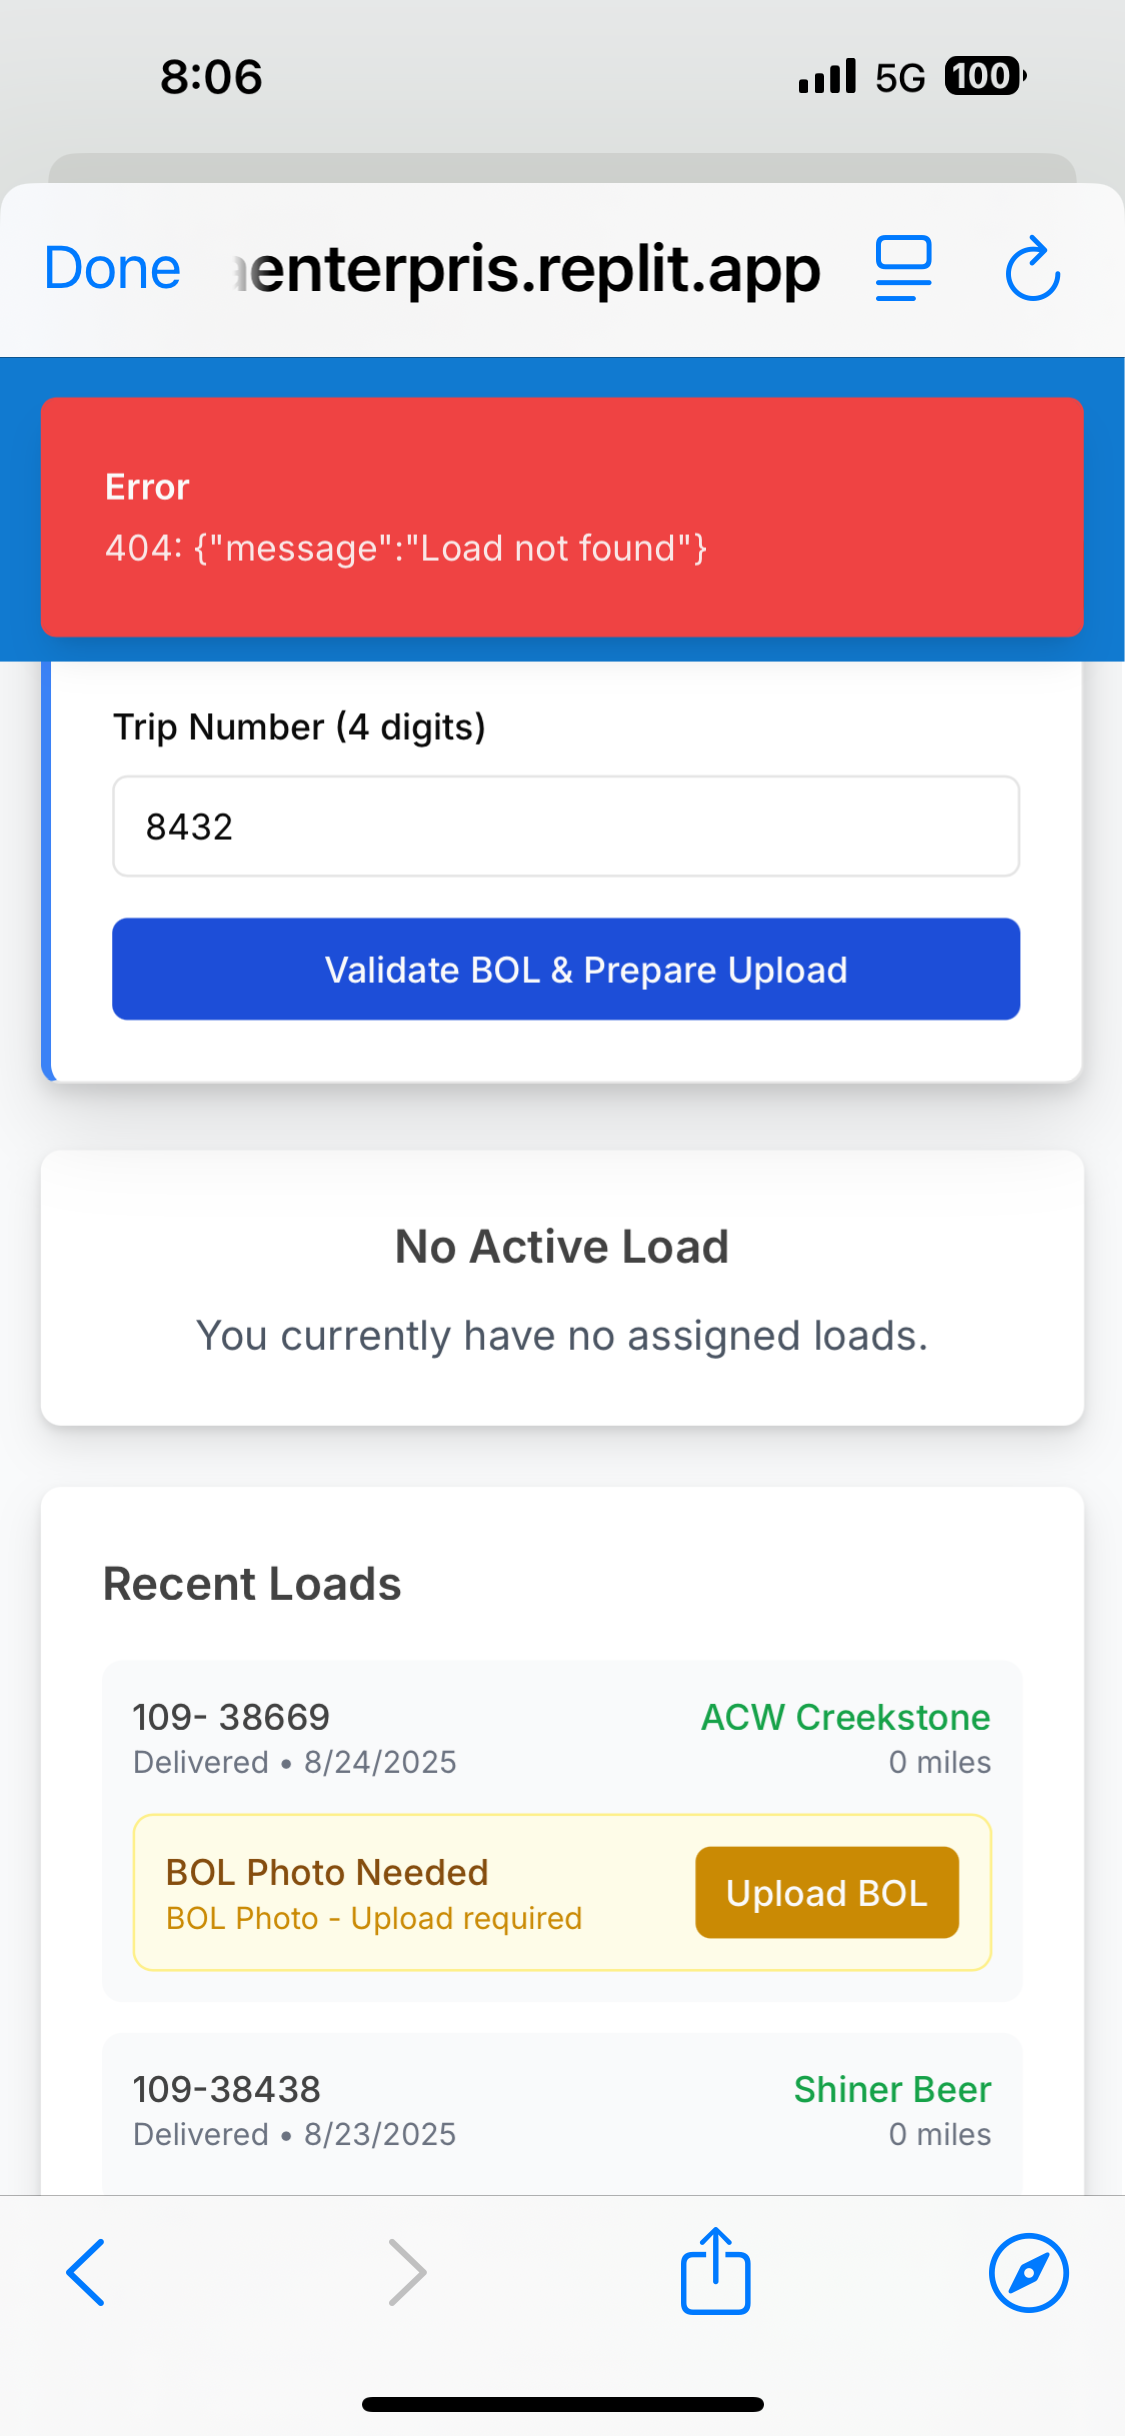 8:06
5G
100
Done
enterpris.replit.app
Error
404: {"message":"Load not found"}
Trip Number (4 digits)
8432
Validate BOL & Prepare Upload
No Active Load
You currently have no assigned loads.
Recent Loads
109- 38669
ACW Creekstone
Delivered • 8/24/2025
0 miles
BOL Photo Needed
BOL Photo - Upload required
Upload BOL
109-38438
Shiner Beer
Delivered • 8/23/2025
0 miles